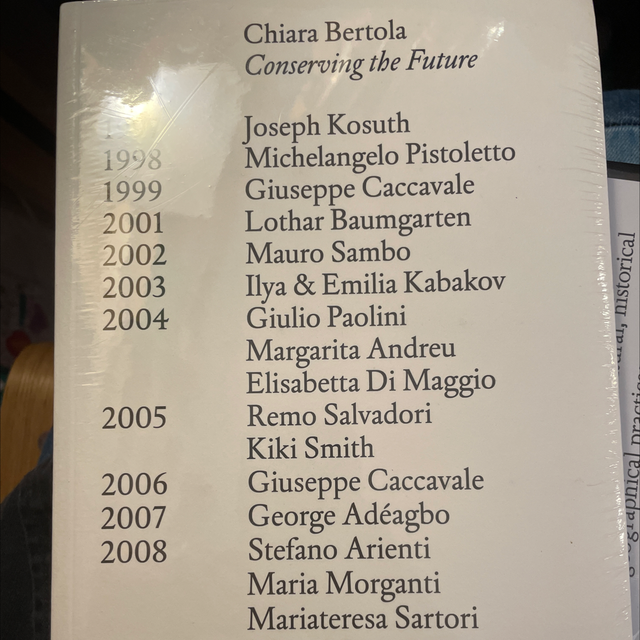 Chiara Bertola
Conserving the Future
Joseph Kosuth
1998 Michelangelo Pistoletto
1999 Giuseppe Caccavale
2001 Lothar Baumgarten
2002 Mauro Sambo
2003 Ilya & Emilia Kabakov
2004 Giulio Paolini
Margarita Andreu
Elisabetta Di Maggio
2005 Remo Salvadori
Kiki Smith
2006 Giuseppe Caccavale
2007 George Adéagbo
2008 Stefano Arienti
Maria Morganti
Mariateresa Sartori
historical